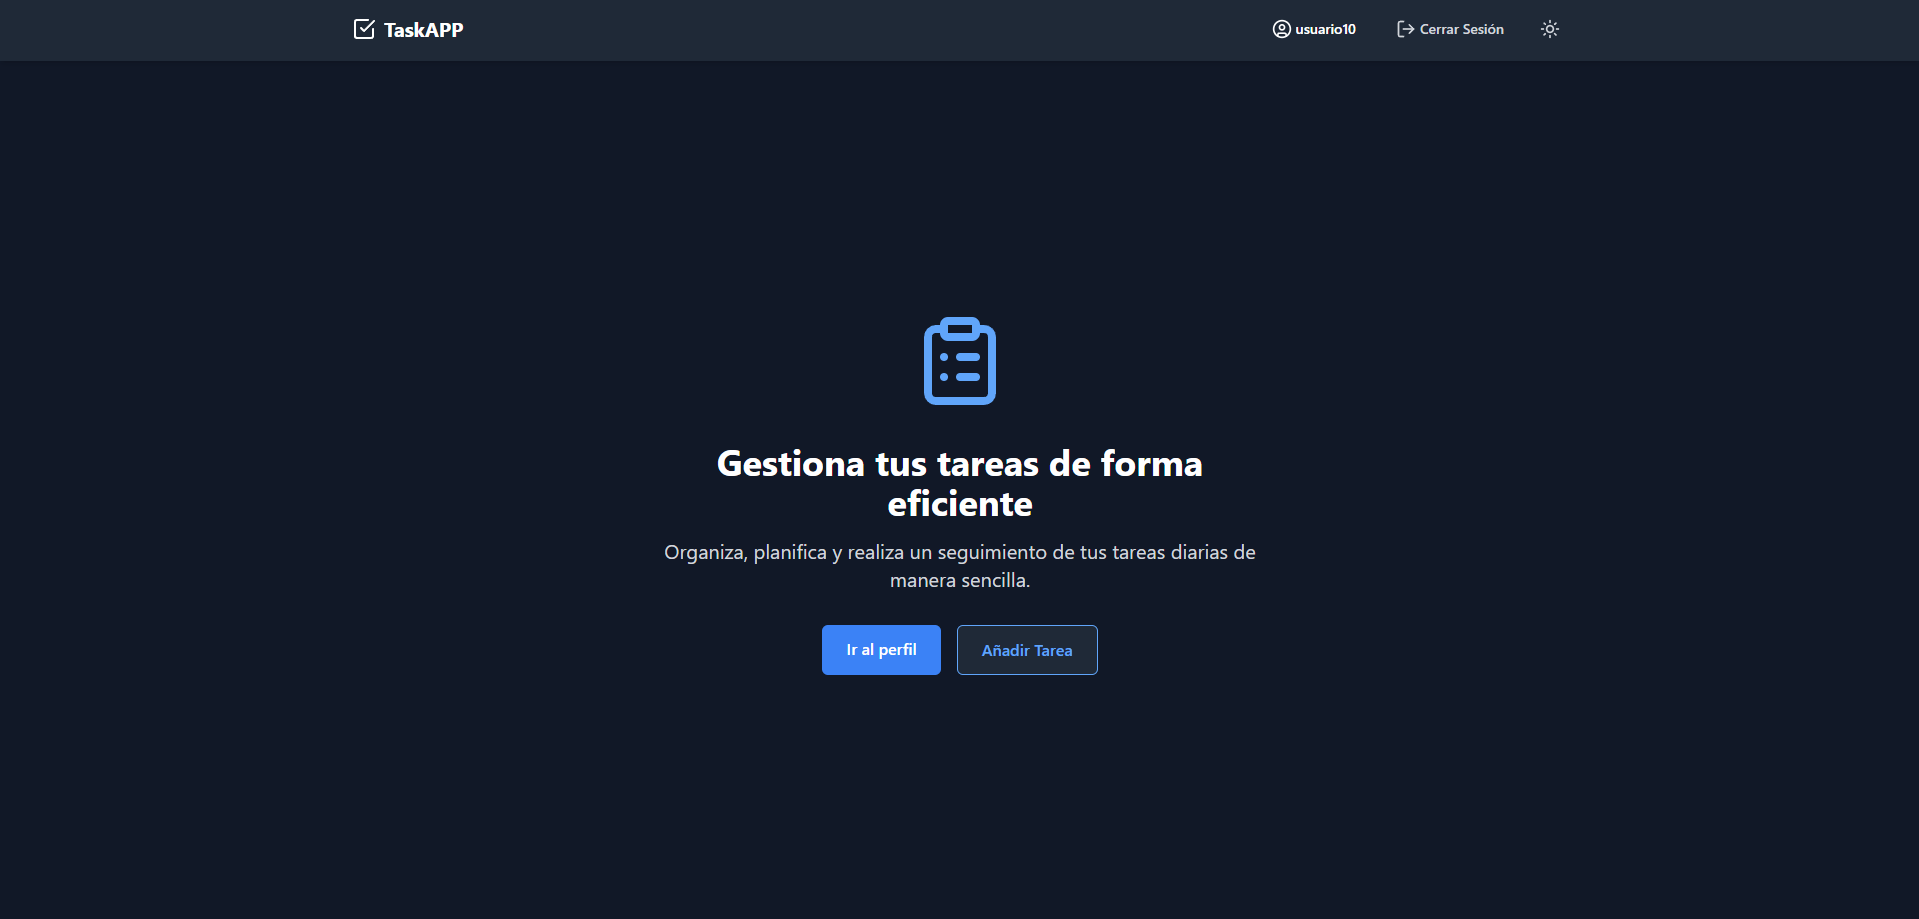 TaskAPP
usuario10
Cerrar Sesión
Gestiona tus tareas de forma
eficiente
Organiza, planifica y realiza un seguimiento de tus tareas diarias de
manera sencilla.
Ir al perfil
Añadir Tarea